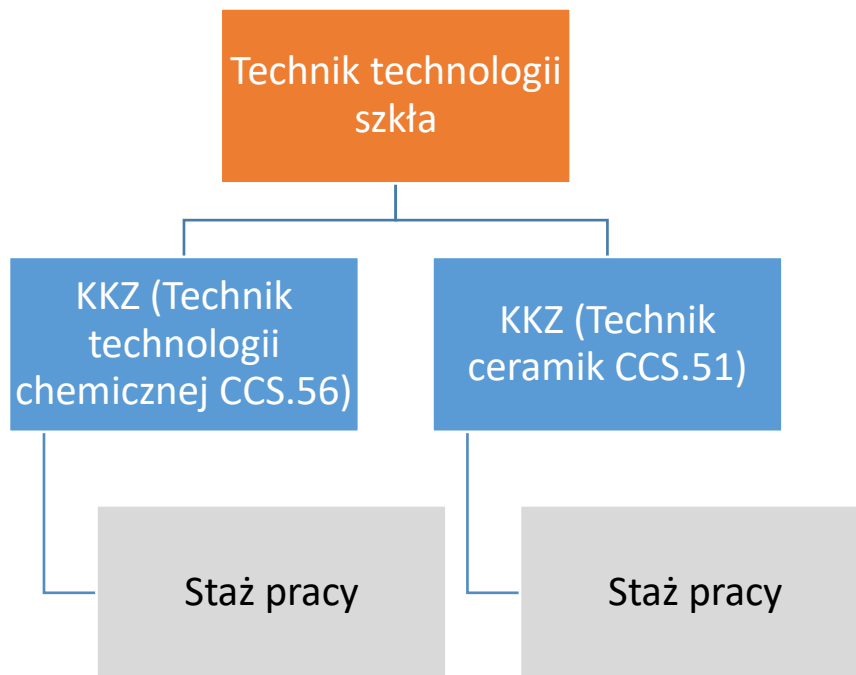 Technik technologii
szkła
KKZ (Technik
technologii
chemicznej CCS.56)
KKZ (Technik
ceramik CCS.51)
Staż pracy
Staż pracy